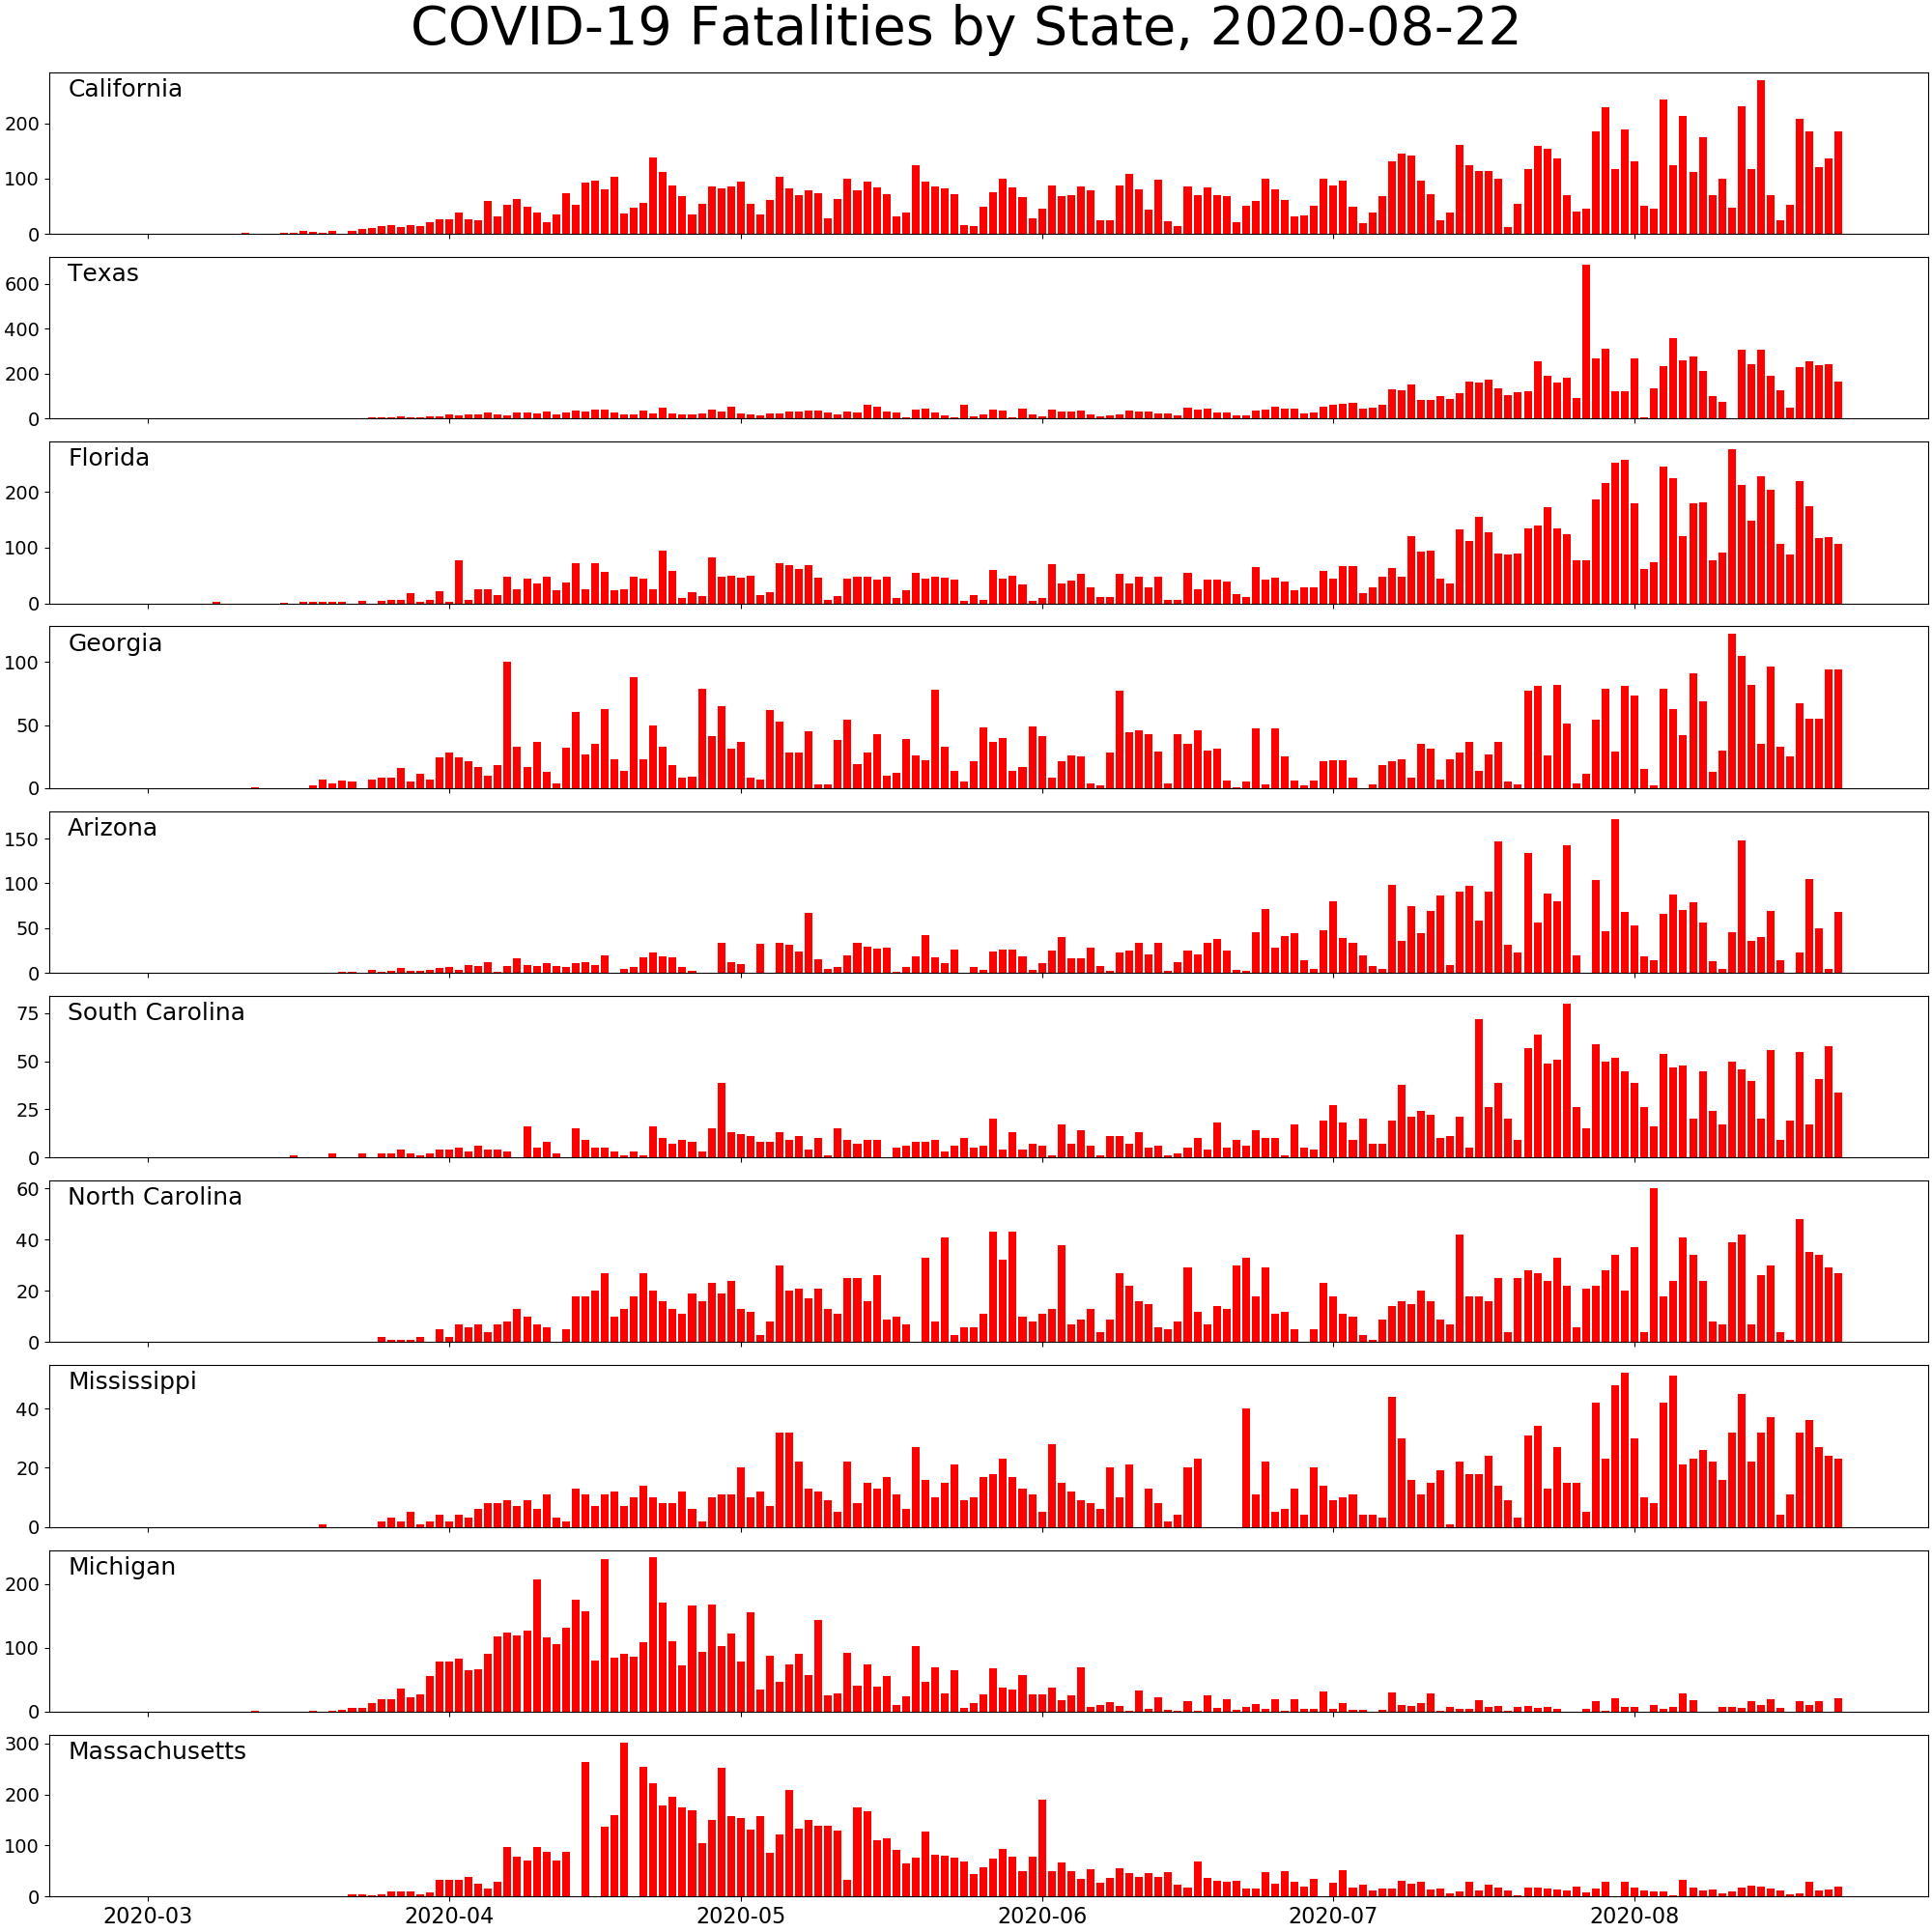 COVID-19 Fatalities by State, 2020-08-22
California
200
100
0
Texas
600
400
200
0
Florida
200
100
0
Georgia
100
50
0
Arizona
150
100
50
0
South Carolina
75
50
25
0
North Carolina
60
40
20
0
Mississippi
40
20
0
Michigan
200
100
0
Massachusetts
300
200
100
0
2020-03 2020-04 2020-05 2020-06 2020-07 2020-08